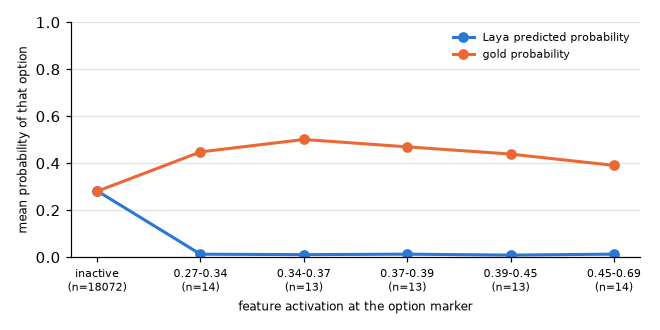 1.0
0.8
0.6
0.4
0.2
0.0
mean probability of that option
Laya predicted probability
gold probability
inactive
(n=18072)
0.27-0.34
(n=14)
0.34-0.37
(n=13)
0.37-0.39
(n=13)
0.39-0.45
(n=13)
0.45-0.69
(n=14)
feature activation at the option marker